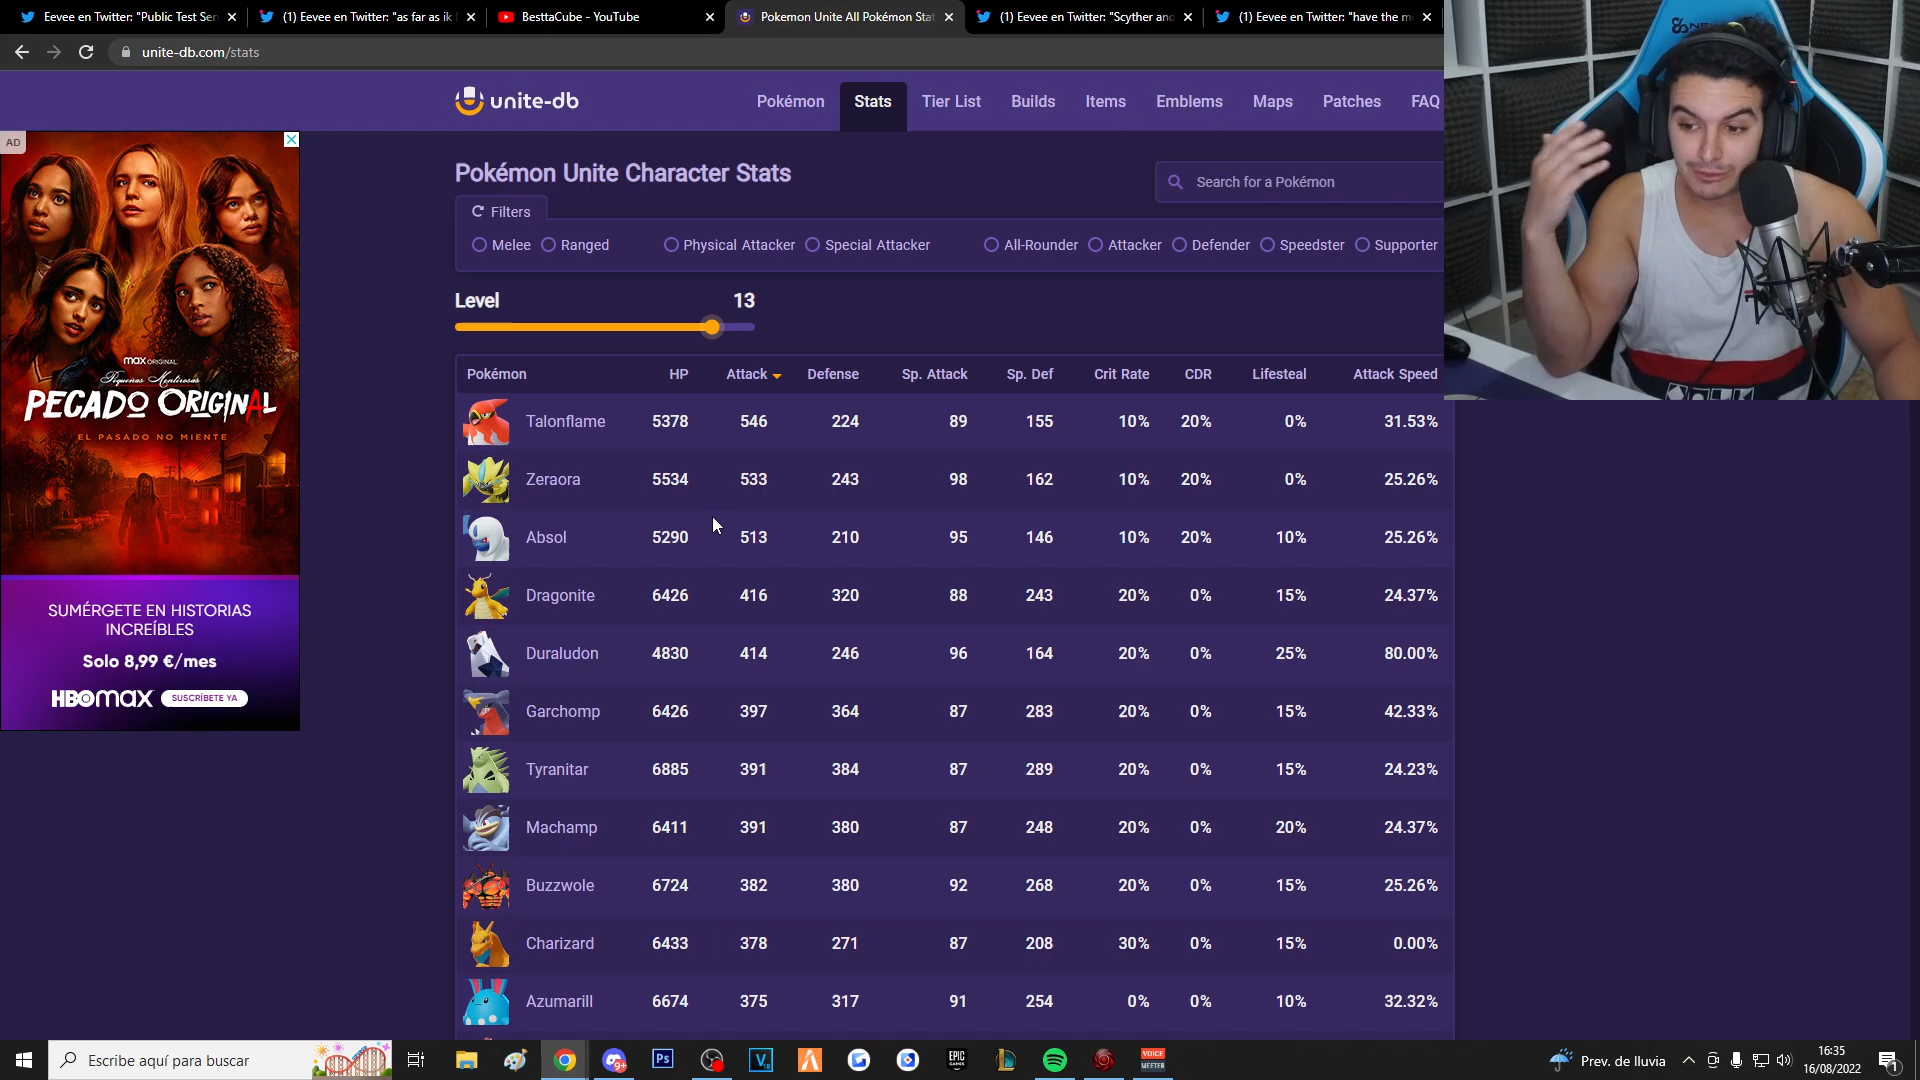 Eevee en Twitter: "Public Test Ser
(1) Eevee en Twitter: "as far as ik
BesttaCube - YouTube
Pokemon Unite All Pokémon Stat
(1) Eevee en Twitter: "Scyther and
(1) Eevee en Twitter: "have the m
unite-db.com/stats
unite-db
Pokémon Stats Tier List Builds Items Emblems Maps Patches FAQ
AD
Pokémon Unite Character Stats
Search for a Pokémon
Filters
Melee Ranged Physical Attacker Special Attacker All-Rounder Attacker Defender Speedster Supporter
Level 13
Pokémon HP Attack Defense Sp. Attack Sp. Def Crit Rate CDR Lifesteal Attack Speed
Talonflame 5378 546 224 89 155 10% 20% 0% 31.53%
Zeraora 5534 533 243 98 162 10% 20% 0% 25.26%
Absol 5290 513 210 95 146 10% 20% 10% 25.26%
Dragonite 6426 416 320 88 243 20% 0% 15% 24.37%
Duraludon 4830 414 246 96 164 20% 0% 25% 80.00%
Garchomp 6426 397 364 87 283 20% 0% 15% 42.33%
Tyranitar 6885 391 384 87 289 20% 0% 15% 24.23%
Machamp 6411 391 380 87 248 20% 0% 20% 24.37%
Buzzwole 6724 382 380 92 268 20% 0% 15% 25.26%
Charizard 6433 378 271 87 208 30% 0% 15% 0.00%
Azumarill 6674 375 317 91 254 0% 0% 10% 32.32%
max ORIGINAL
Pequeñas Mentirosas
PECADO ORIGINAL
EL PASADO NO MIENTE
SUMÉRGETE EN HISTORIAS
INCREÍBLES
Solo 8,99 €/mes
HBOmax SUSCRÍBETE YA
Escribe aquí para buscar
Ps
9+
EPIC
GAMES
VOICE
MEETER
Prev. de lluvia
16:35
16/08/2022
1